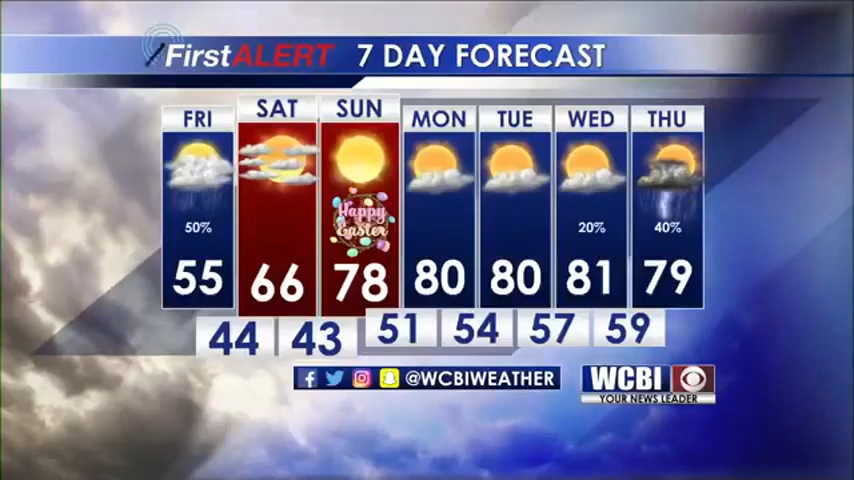 FirstALERT 7 DAY FORECAST
FRI SAT SUN MON TUE WED THU
Happy
Easter
50% 20% 40%
55 66 78 80 80 81 79
44 43 51 54 57 59
@WCBIWEATHER
WCBI
YOUR NEWS LEADER